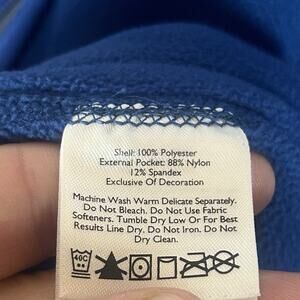 Shell: 100% Polyester
External Pocket: 88% Nylon
12% Spandex
Exclusive Of Decoration
Machine Wash Warm Delicate Separately.
Do Not Bleach. Do Not Use Fabric
Softeners. Tumble Dry Low Or For Best
Results Line Dry. Do Not Iron. Do Not
Dry Clean.
40C